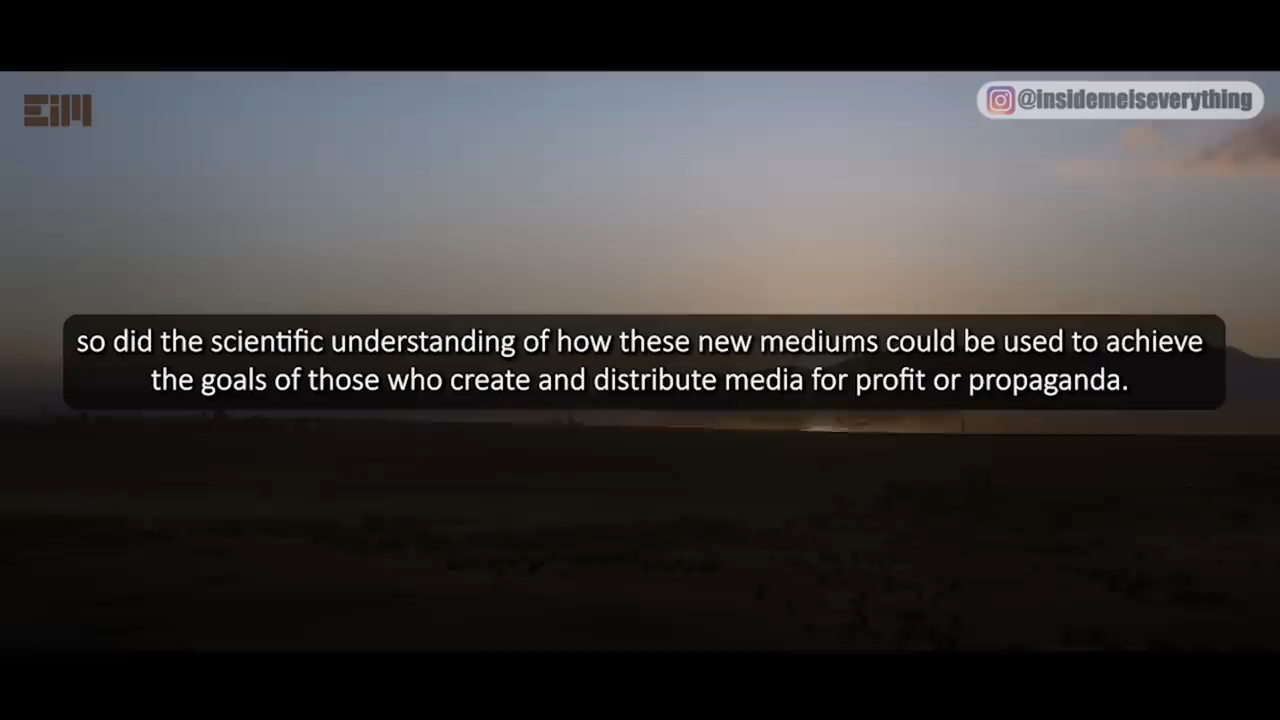 EiM
@insidemeiseverything
so did the scientific understanding of how these new mediums could be used to achieve
the goals of those who create and distribute media for profit or propaganda.